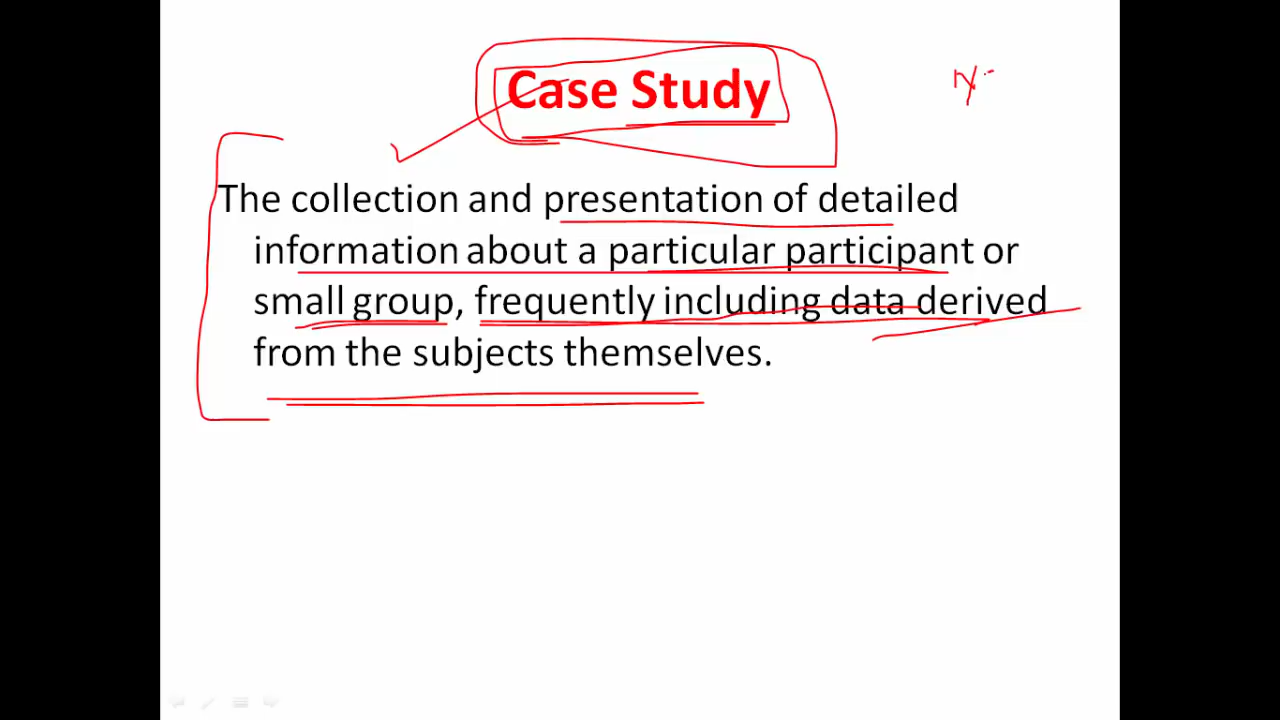 Case Study
The collection and presentation of detailed
information about a particular participant or
small group, frequently including data derived
from the subjects themselves.